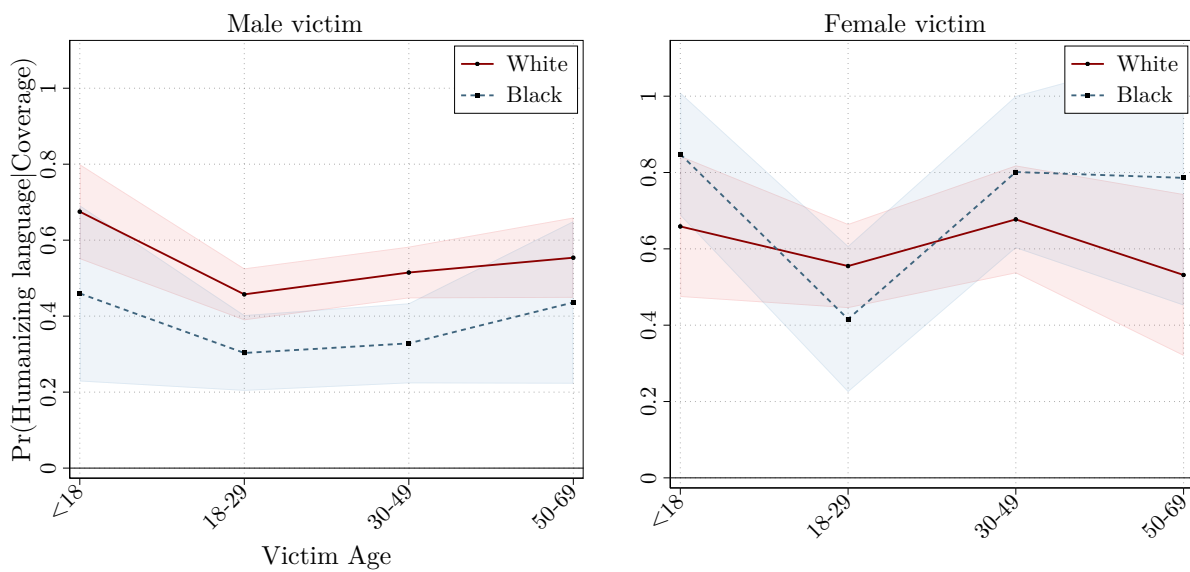 Male victim
Female victim
White
Black
White
Black
Pr(Humanizing language|Coverage)
1
0.8
0.6
0.4
0.2
0
1
0.8
0.6
0.4
0.2
0
<18
18-29
30-49
50-69
<18
18-29
30-49
50-69
Victim Age